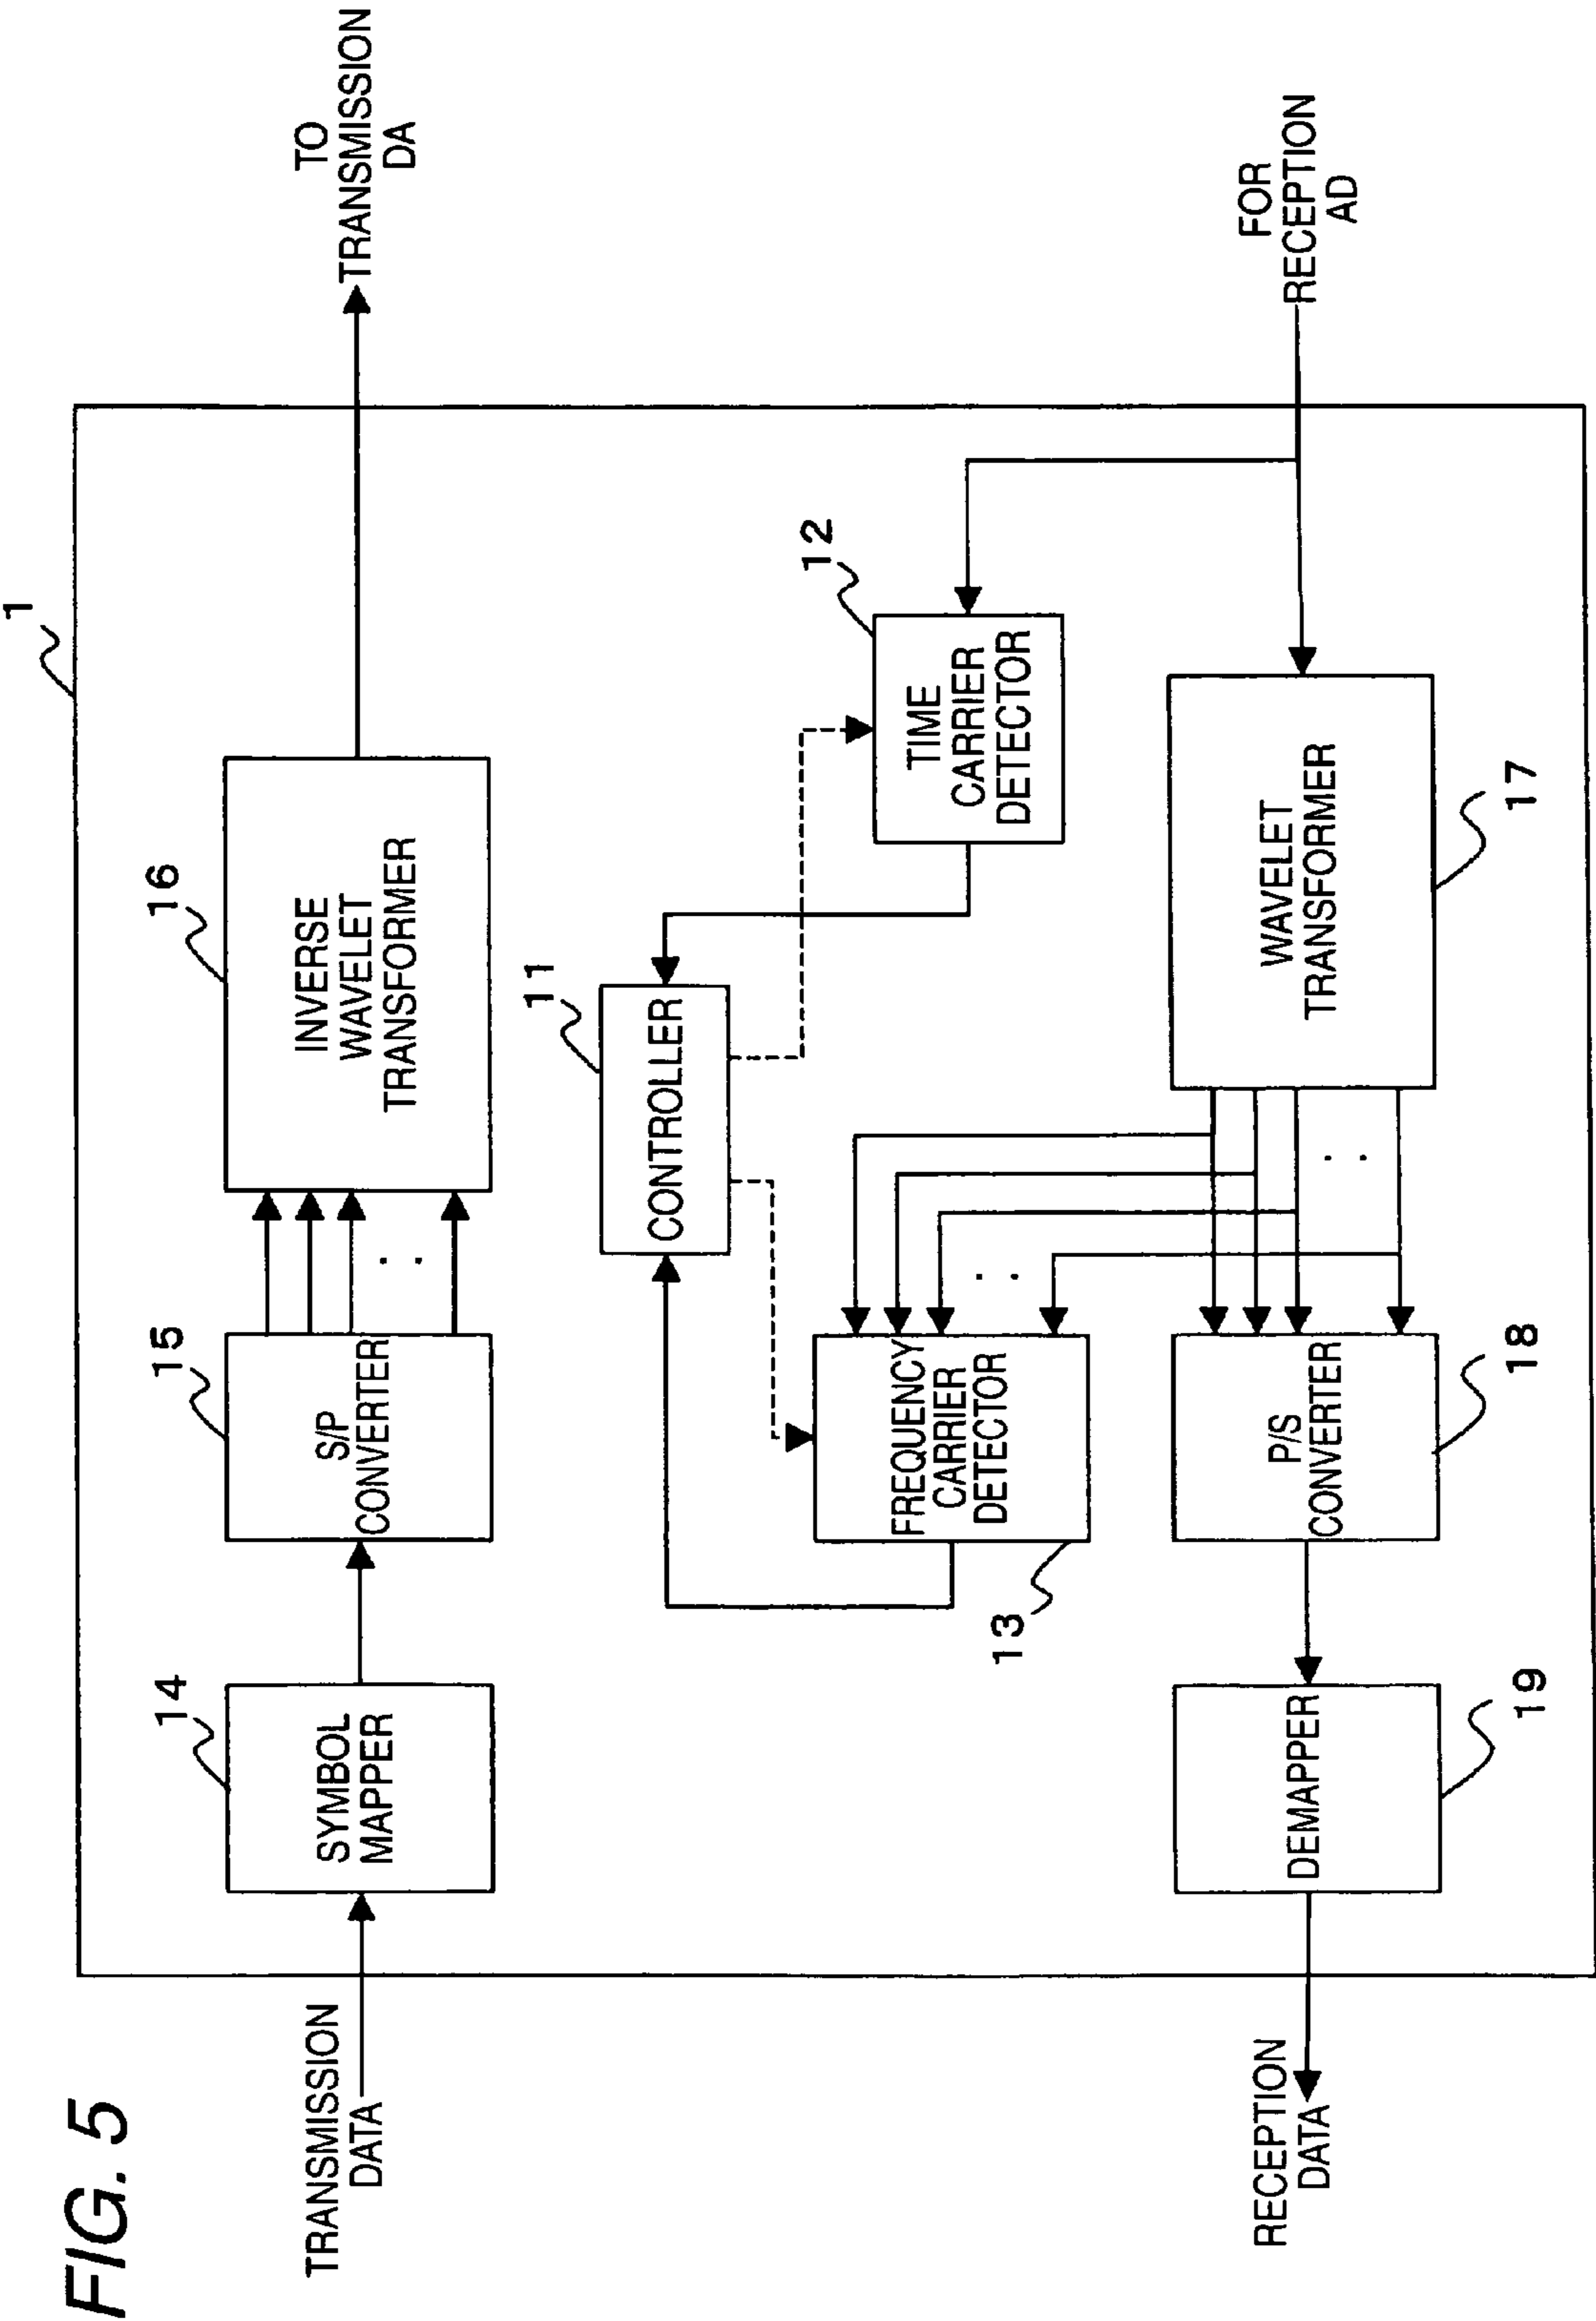 FIG. 5
1
TRANSMISSION
DATA
14
SYMBOL
MAPPER
15
S/P
CONVERTER
16
INVERSE
WAVELET
TRANSFORMER
TO
TRANSMISSION
DA
11
CONTROLLER
12
TIME
CARRIER
DETECTOR
13
FREQUENCY
CARRIER
DETECTOR
RECEPTION
DATA
DEMAPPER
19
P/S
CONVERTER
18
WAVELET
TRANSFORMER
17
FOR
RECEPTION
AD